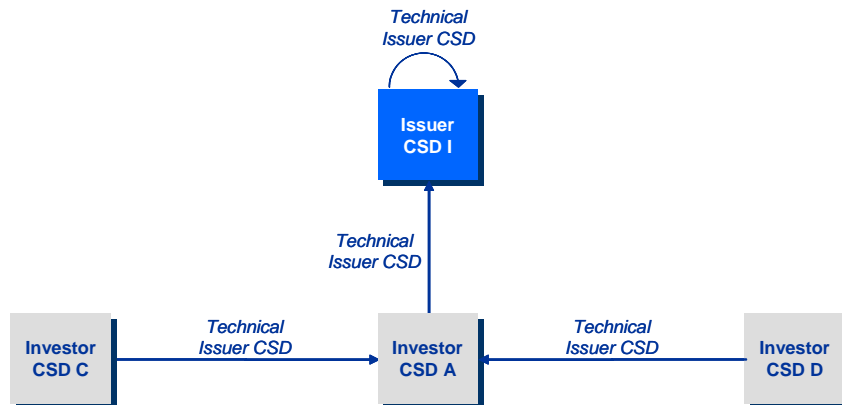 Technical
Issuer CSD
Issuer
CSD I
Technical
Issuer CSD
Investor
CSD C
Technical
Issuer CSD
Investor
CSD A
Technical
Issuer CSD
Investor
CSD D